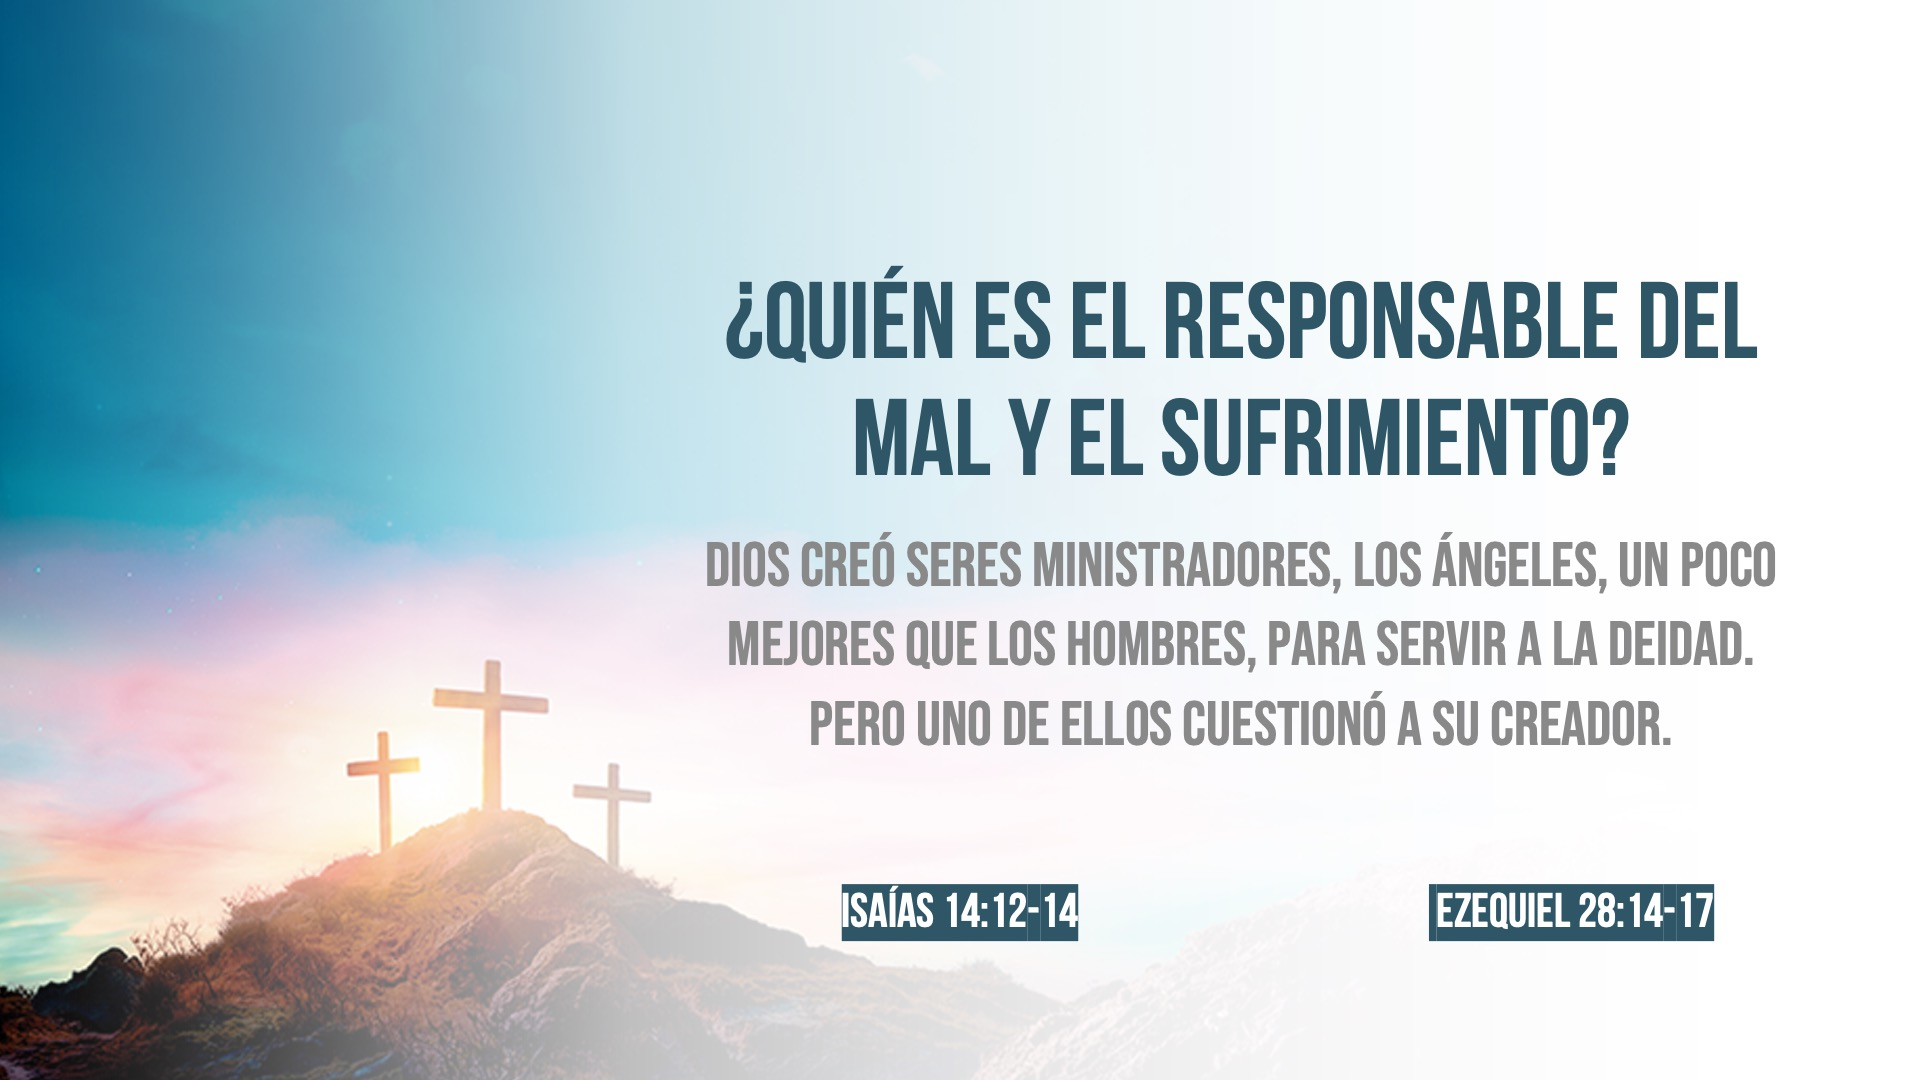 ¿QUIÉN ES EL RESPONSABLE DEL
MAL Y EL SUFRIMIENTO?
DIOS CREÓ SERES MINISTRADORES, LOS ÁNGELES, UN POCO
MEJORES QUE LOS HOMBRES, PARA SERVIR A LA DEIDAD.
PERO UNO DE ELLOS CUESTIONÓ A SU CREADOR.
ISAÍAS 14:12-14
EZEQUIEL 28:14-17